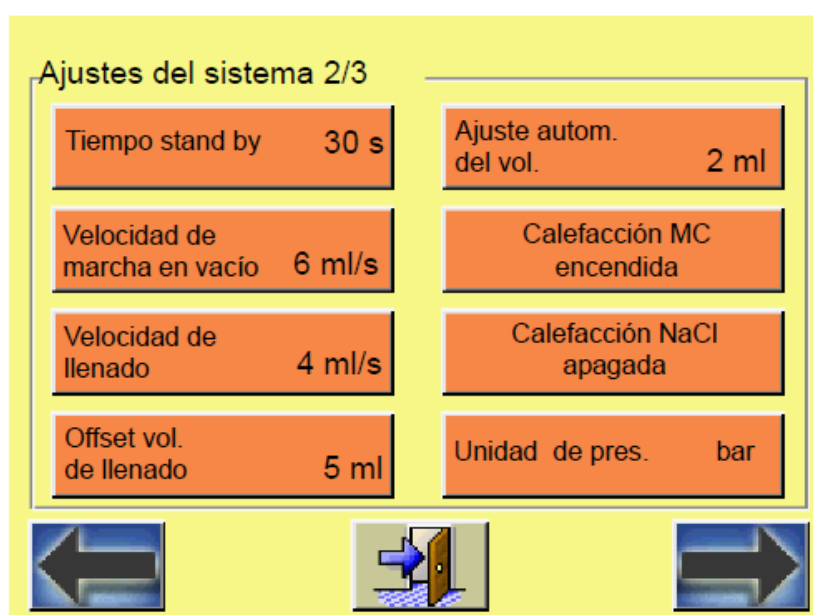 Ajustes del sistema 2/3
Tiempo stand by 30 s
Velocidad de
marcha en vacío 6 ml/s
Velocidad de
llenado 4 ml/s
Offset vol.
de llenado 5 ml
Ajuste autom.
del vol. 2 ml
Calefacción MC
encendida
Calefacción NaCl
apagada
Unidad de pres. bar